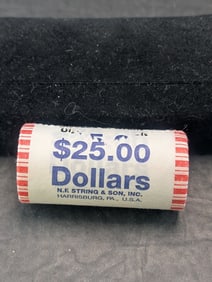 $25.00
Dollars
N.F. STRING & SON, INC.
HARRISBURG, PA., U.S.A.